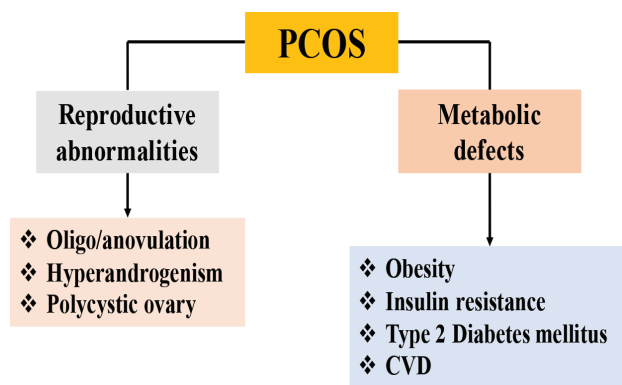 PCOS
Reproductive
abnormalities
Metabolic
defects
❖ Oligo/anovulation
❖ Hyperandrogenism
❖ Polycystic ovary
❖ Obesity
❖ Insulin resistance
❖ Type 2 Diabetes mellitus
❖ CVD